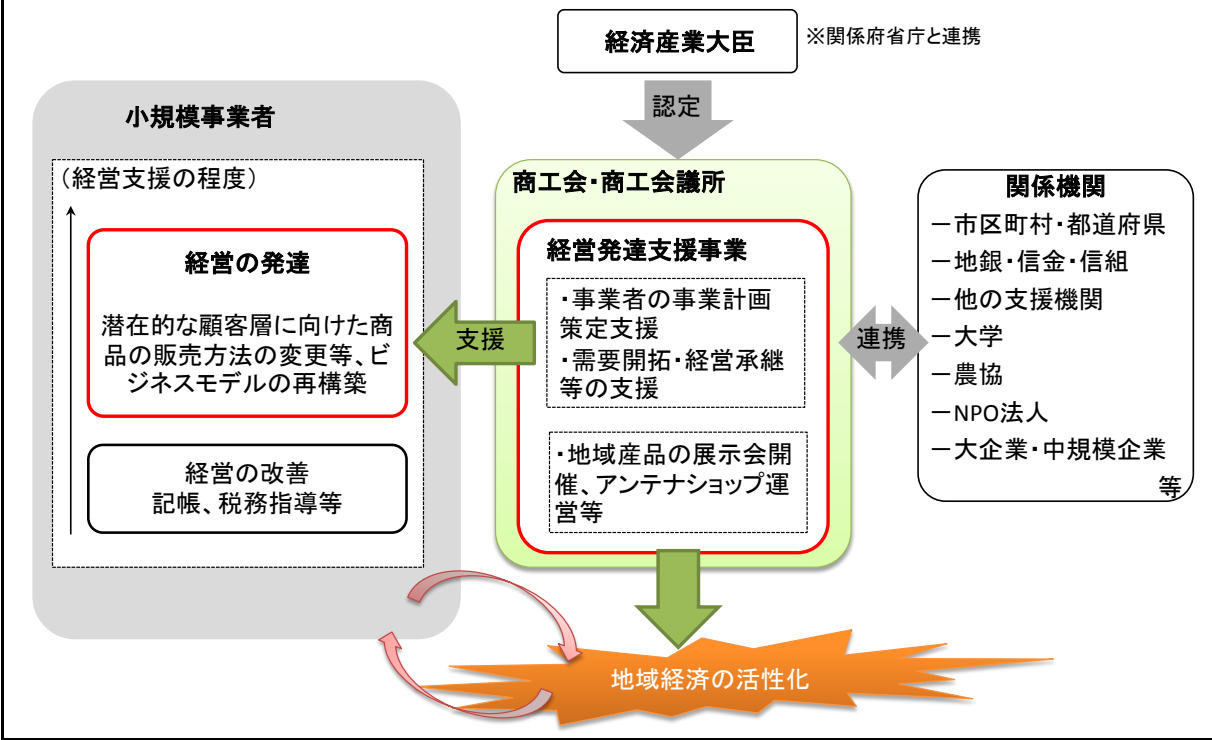 経済産業大臣
※関係府省庁と連携
認定
小規模事業者
（経営支援の程度）
経営の発達
潜在的な顧客層に向けた商
品の販売方法の変更等、ビ
ジネスモデルの再構築
経営の改善
記帳、税務指導等
支援
商工会・商工会議所
経営発達支援事業
・事業者の事業計画
策定支援
・需要開拓・経営承継
等の支援
・地域産品の展示会開
催、アンテナショップ運
営等
連携
関係機関
－市区町村・都道府県
－地銀・信金・信組
－他の支援機関
－大学
－農協
－NPO法人
－大企業・中規模企業
等
地域経済の活性化